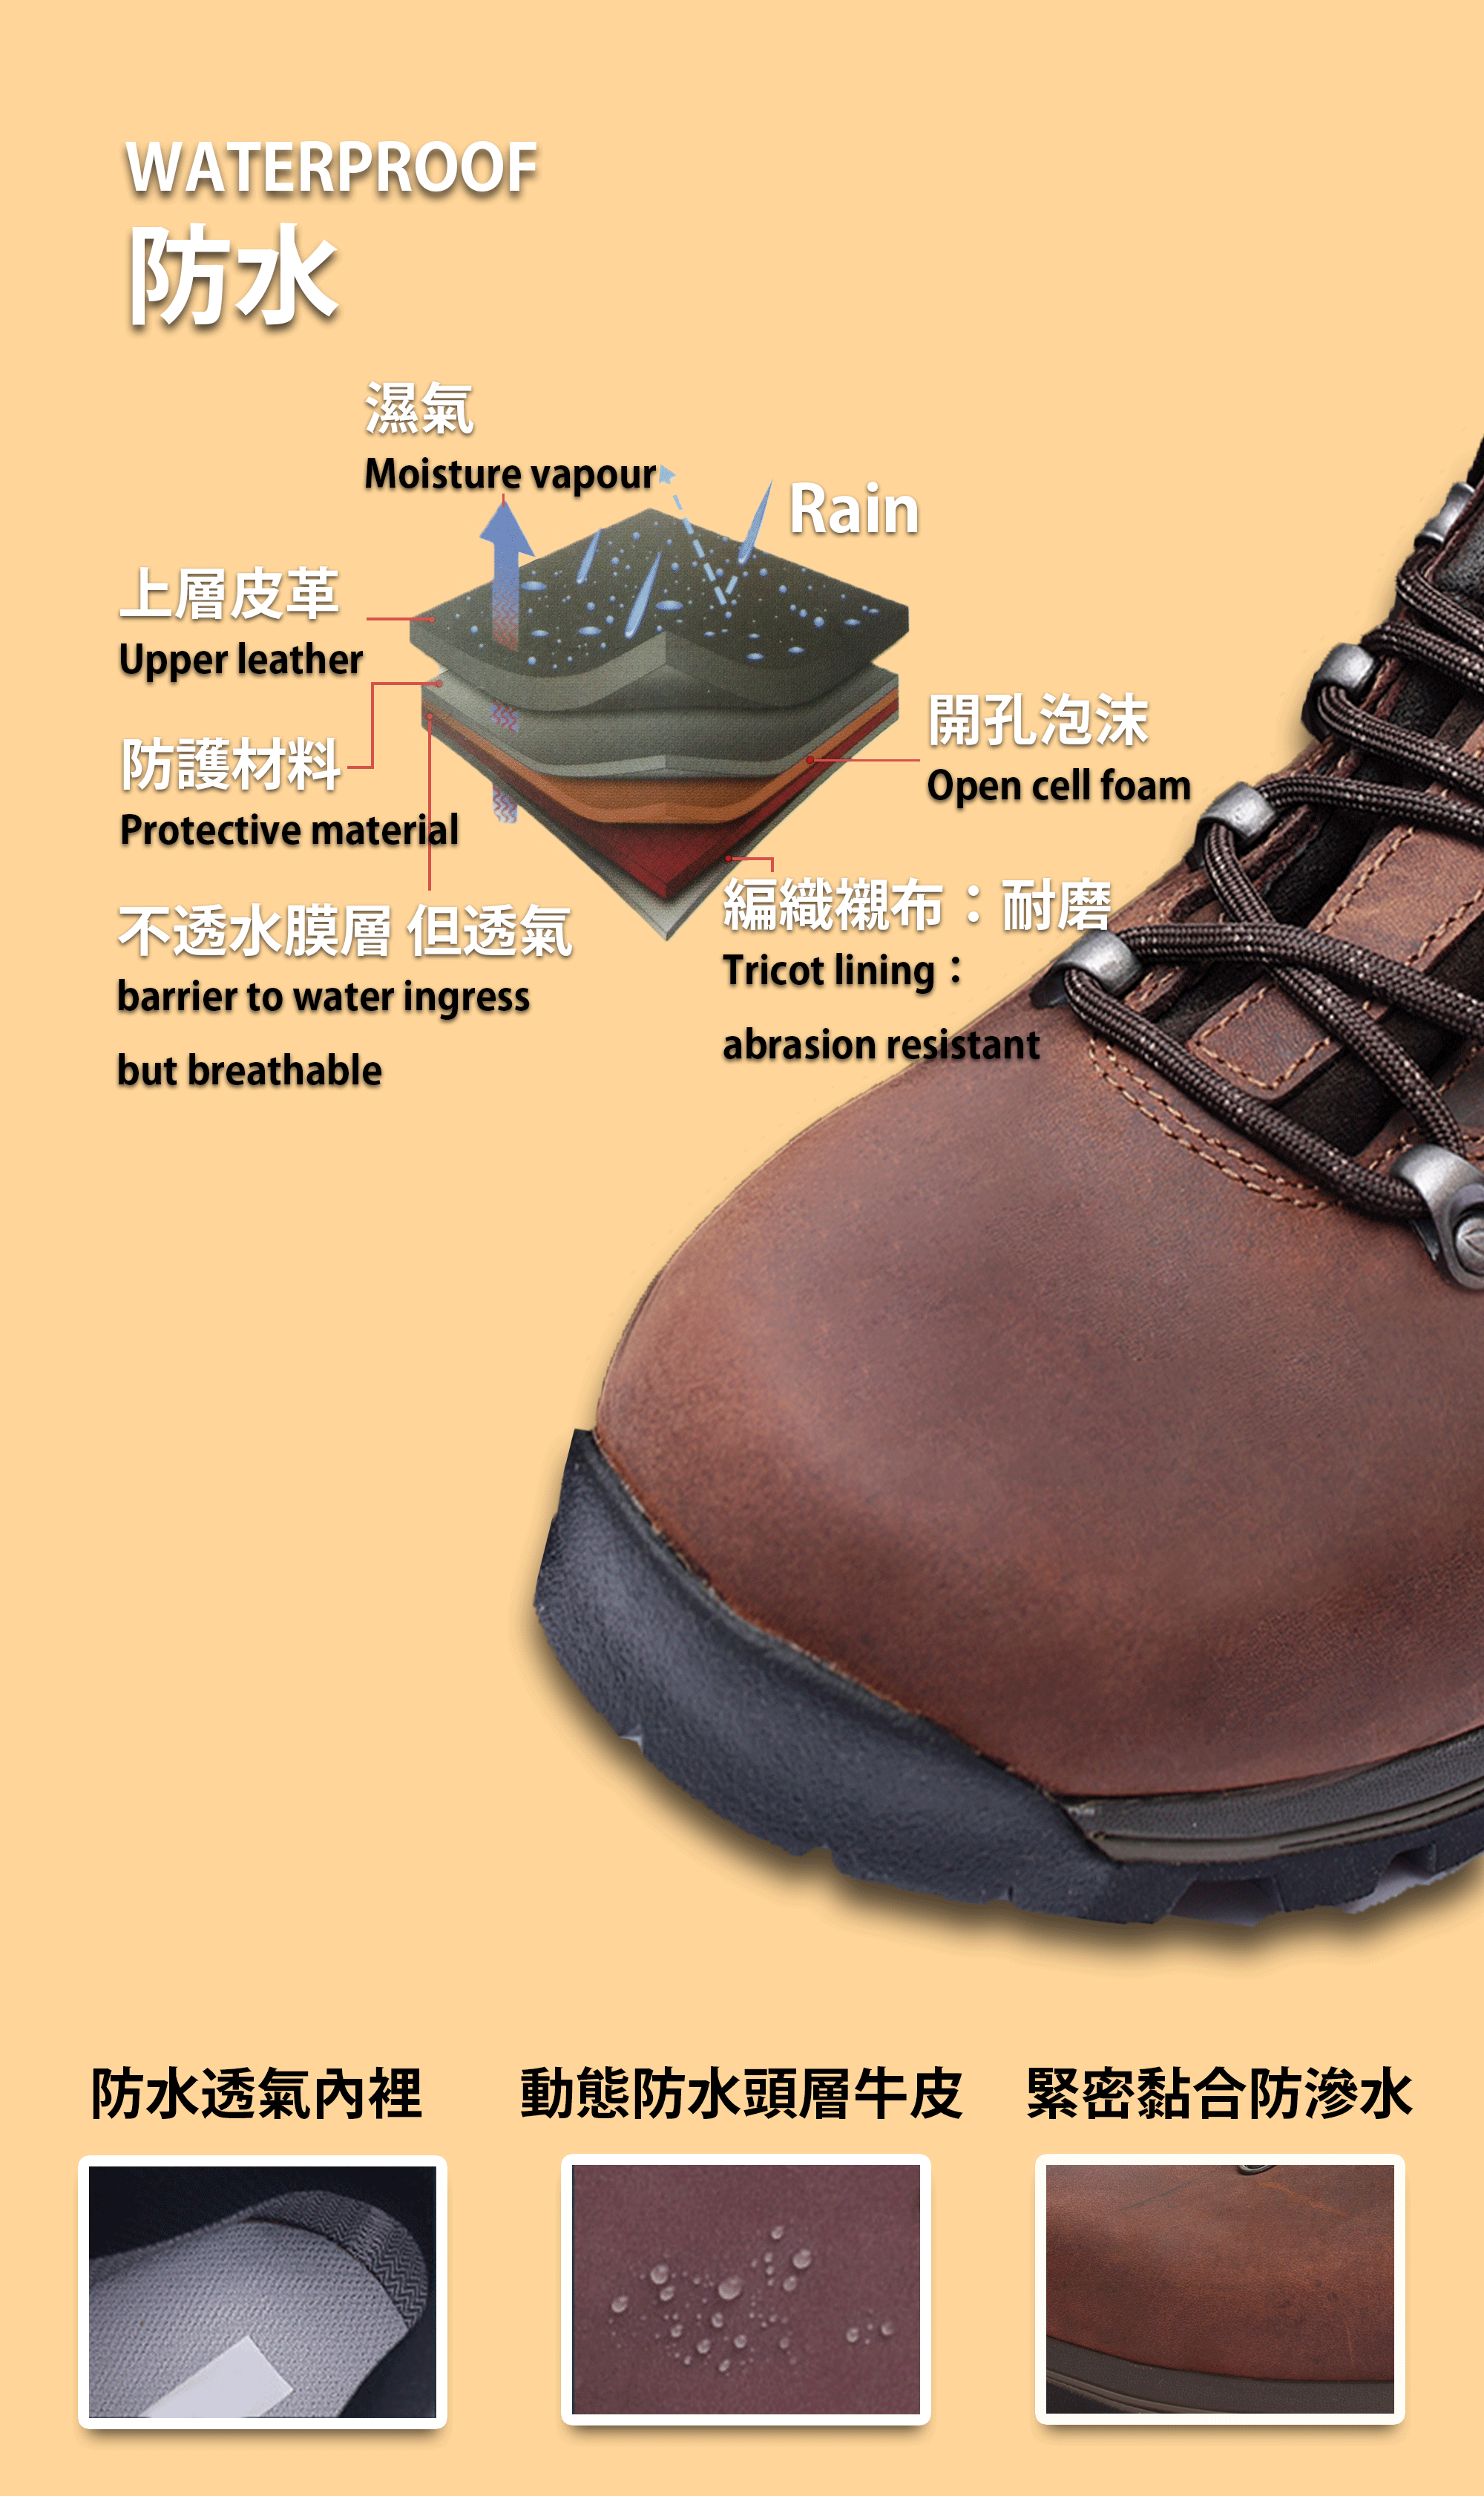 WATERPROOF
防水
濕氣
Moisture vapour
Rain
上層皮革
Upper leather
防護材料
Protective material
開孔泡沫
Open cell foam
不透水膜層 但透氣
barrier to water ingress
but breathable
編織襯布：耐磨
Tricot lining：
abrasion resistant
防水透氣內裡
動態防水頭層牛皮
緊密黏合防滲水